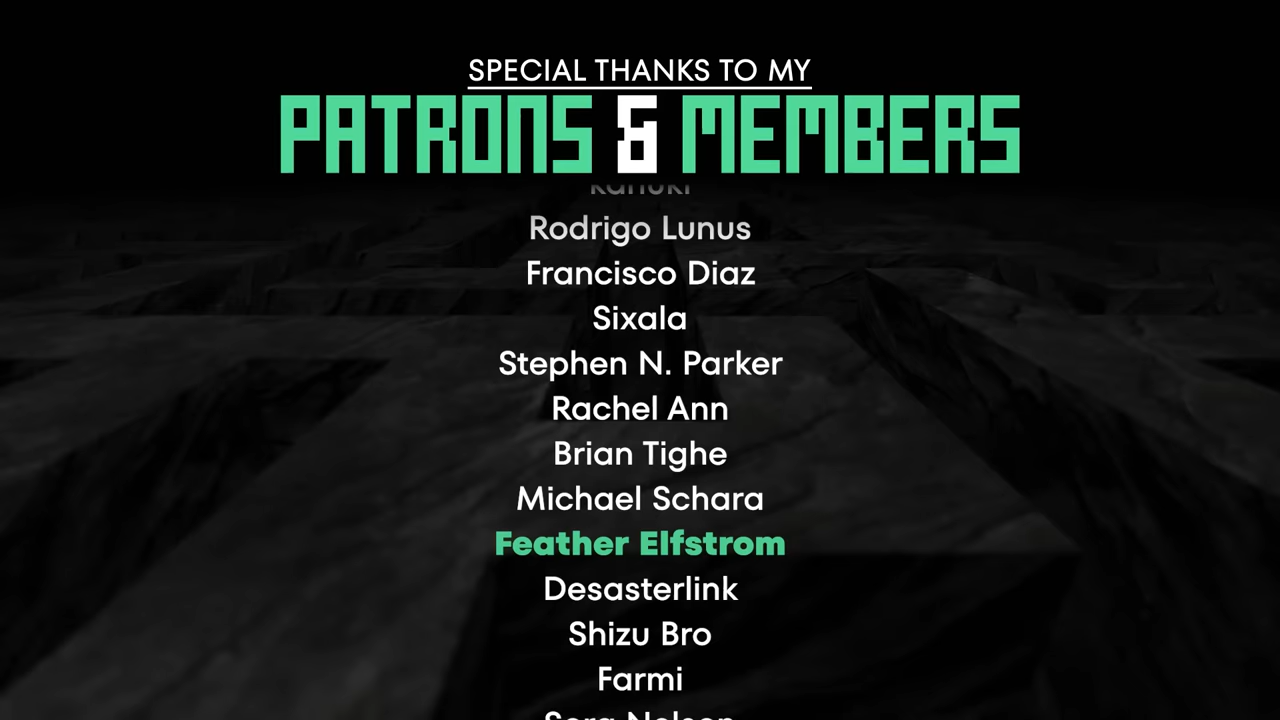 SPECIAL THANKS TO MY
PATRONS & MEMBERS
Rodrigo Lunus
Francisco Diaz
Sixala
Stephen N. Parker
Rachel Ann
Brian Tighe
Michael Schara
Feather Elfstrom
Desasterlink
Shizu Bro
Farmi